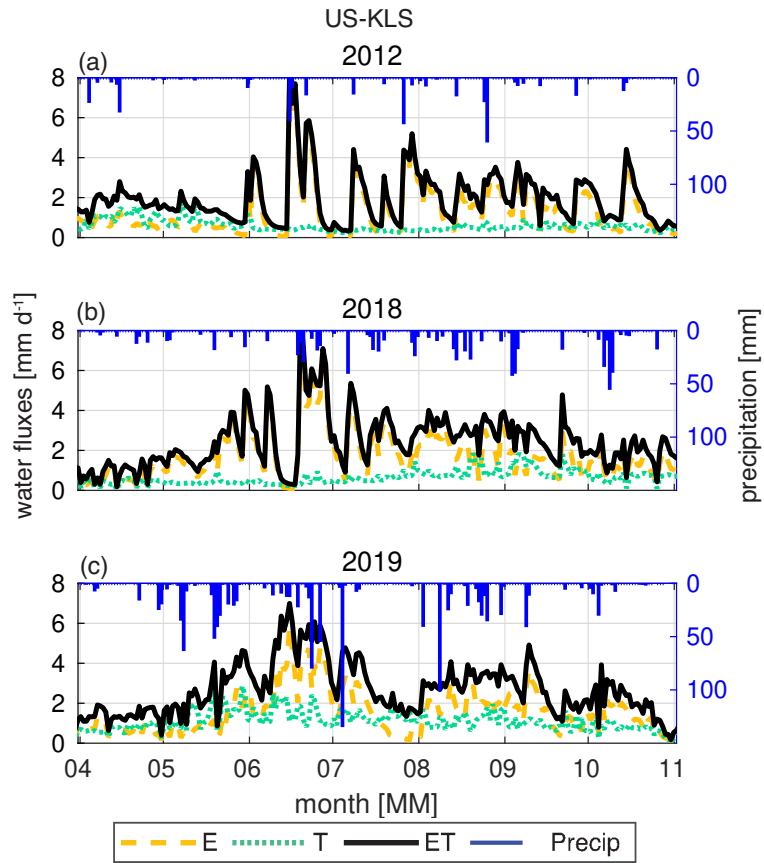 US-KLS
(a) 2012
8 6 4 2 0
0 50 100
(b) 2018
8 6 4 2 0
0 50 100
(c) 2019
8 6 4 2 0
0 50 100
water fluxes [mm d⁻¹]
precipitation [mm]
04 05 06 07 08 09 10 11
month [MM]
E T ET Precip